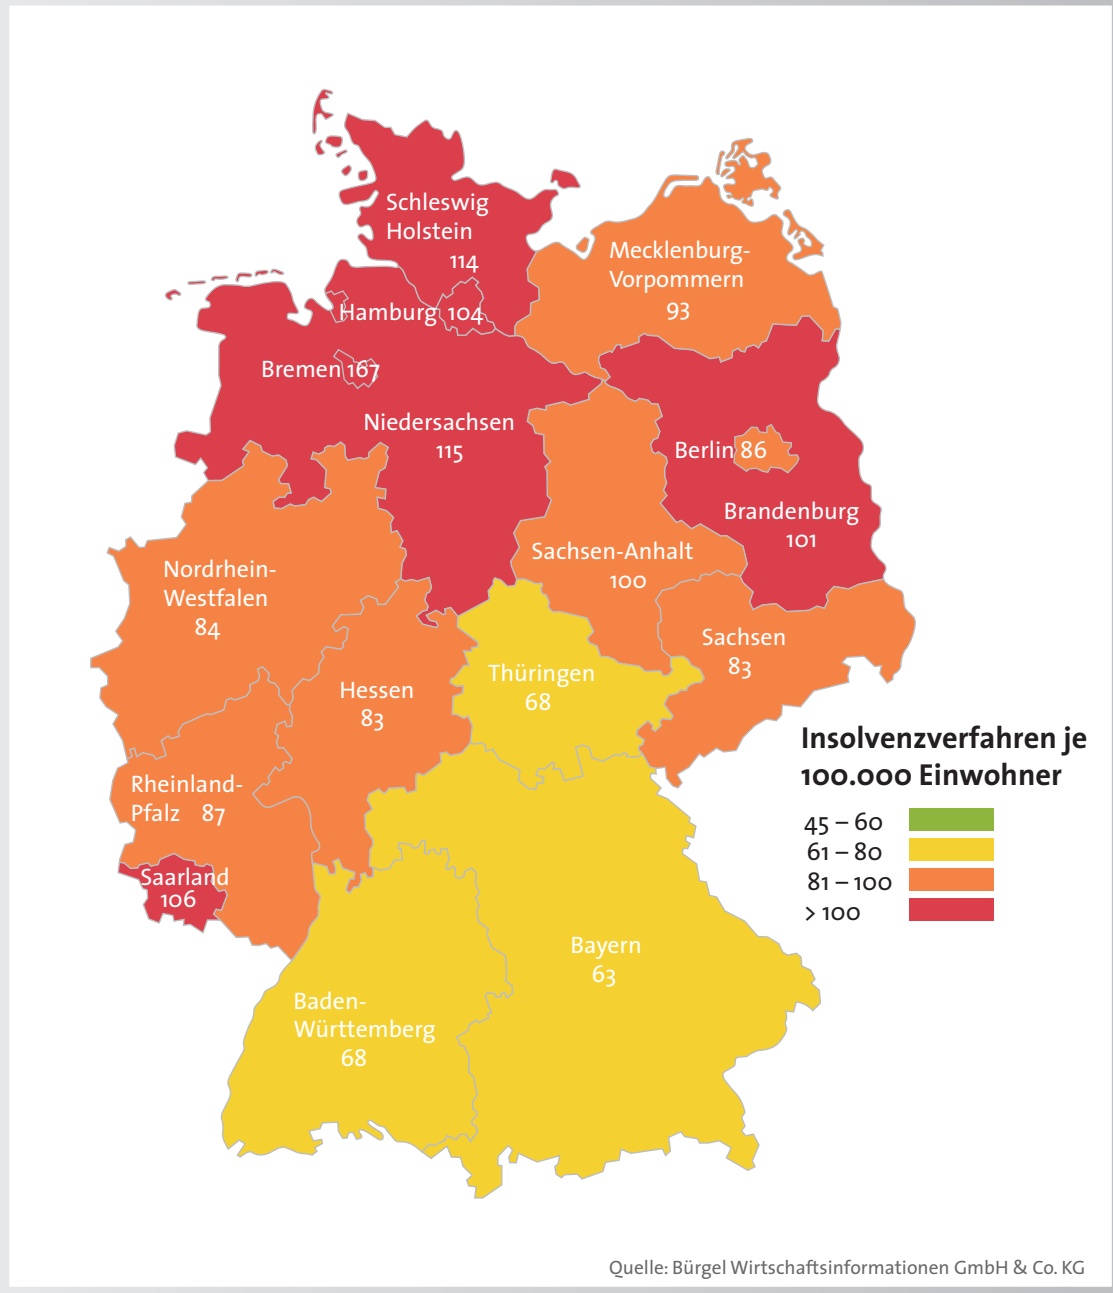 Schleswig
Holstein
114
Mecklenburg-
Vorpommern
93
Hamburg 104
Bremen 167
Niedersachsen
115
Berlin 86
Brandenburg
101
Sachsen-Anhalt
100
Nordrhein-
Westfalen
84
Sachsen
83
Thüringen
68
Hessen
83
Rheinland-
Pfalz 87
Saarland
106
Bayern
63
Baden-
Württemberg
68
Insolvenzverfahren je
100.000 Einwohner
45 – 60
61 – 80
81 – 100
> 100
Quelle: Bürgel Wirtschaftsinformationen GmbH & Co. KG